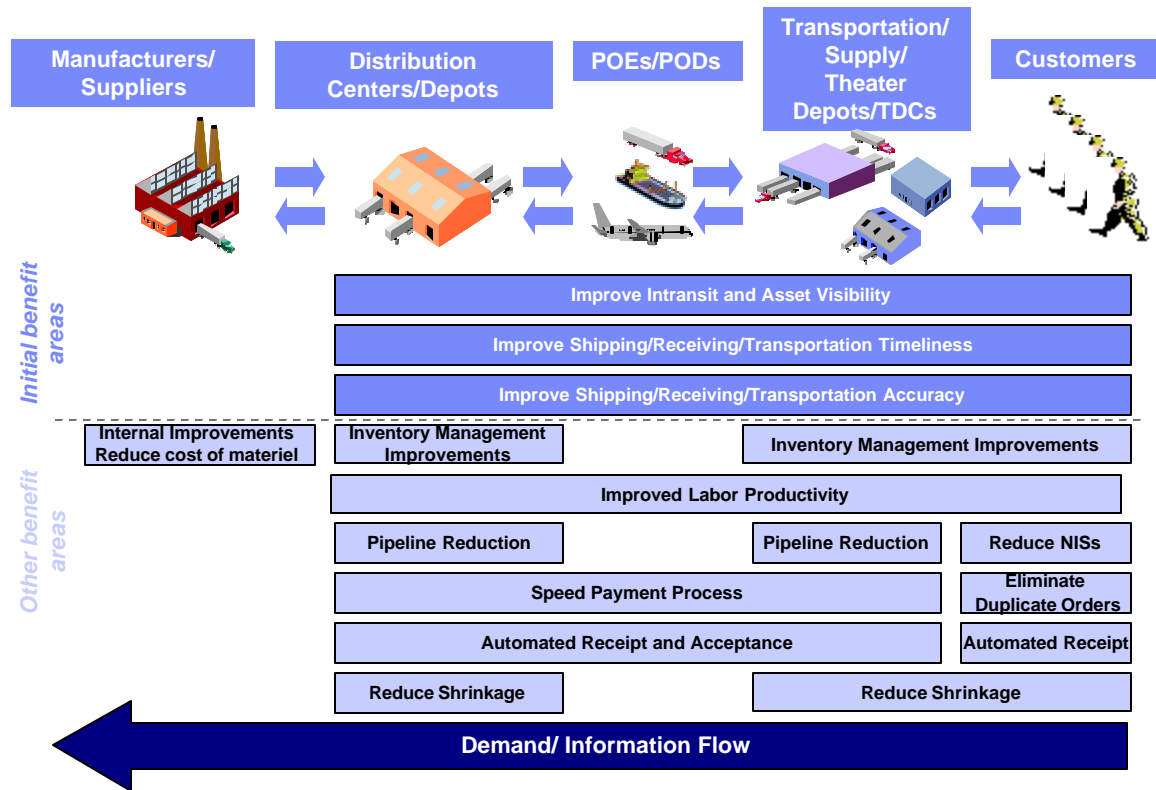 Manufacturers/
Suppliers
Distribution
Centers/Depots
POEs/PODs
Transportation/
Supply/
Theater
Depots/TDCs
Customers
Initial benefit
areas
Improve Intransit and Asset Visibility
Improve Shipping/Receiving/Transportation Timeliness
Improve Shipping/Receiving/Transportation Accuracy
Other benefit
areas
Internal Improvements
Reduce cost of materiel
Inventory Management
Improvements
Inventory Management Improvements
Improved Labor Productivity
Pipeline Reduction
Pipeline Reduction
Reduce NISs
Speed Payment Process
Eliminate
Duplicate Orders
Automated Receipt and Acceptance
Automated Receipt
Reduce Shrinkage
Reduce Shrinkage
Demand/ Information Flow